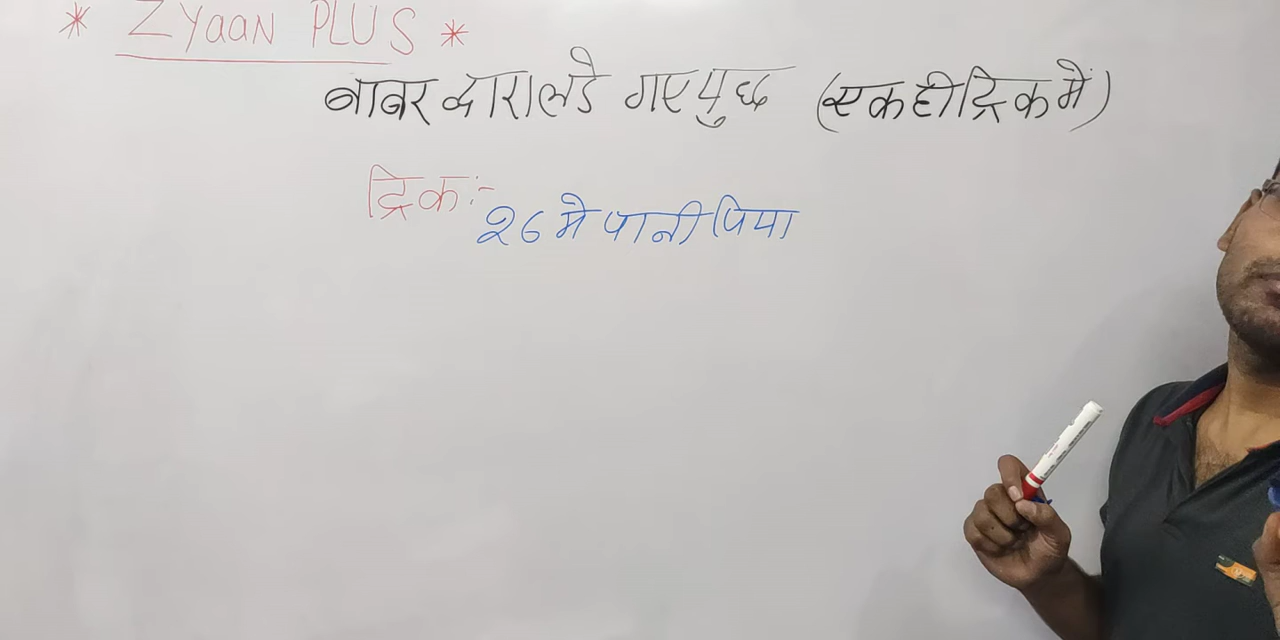 * ZYaaN PLUS *
बाबर द्वारा लडे गए युद्ध (एक ही ट्रिक में)
ट्रिक:-
26 मे पानी पिया